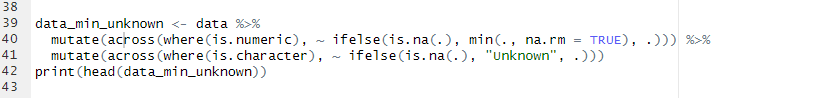 38
39 data_min_unknown <- data %>%
40 mutate(across(where(is.numeric), ~ ifelse(is.na(.), min(., na.rm = TRUE), .))) %>%
41 mutate(across(where(is.character), ~ ifelse(is.na(.), "Unknown", .)))
42 print(head(data_min_unknown))
43